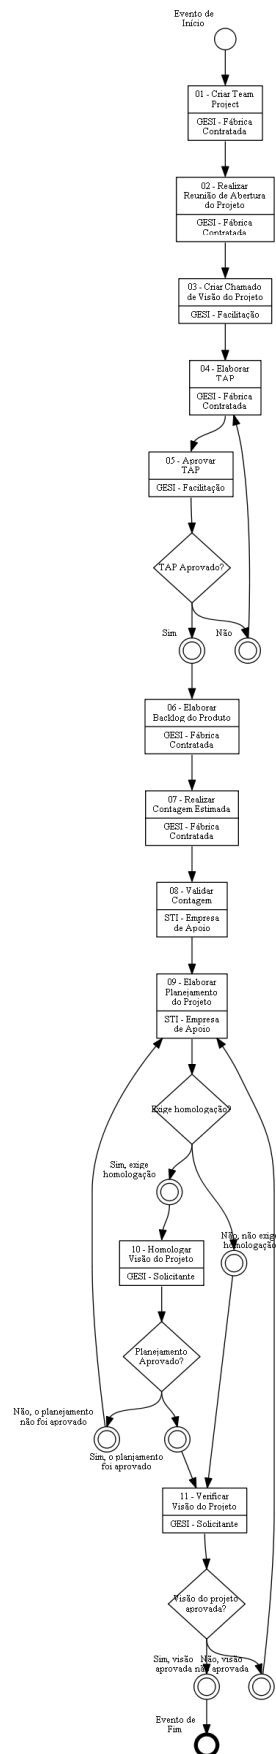 Evento de
Início
01 - Criar Team
Project
GESI - Fábrica
Contratada
02 - Realizar
Reunião de Abertura
do Projeto
GESI - Fábrica
Contratada
03 - Criar Chamado
de Visão do Projeto
GESI - Facilitação
04 - Elaborar
TAP
GESI - Fábrica
Contratada
05 - Aprovar
TAP
GESI - Facilitação
TAP Aprovado?
Sim
Não
06 - Elaborar
Backlog do Produto
GESI - Fábrica
Contratada
07 - Realizar
Contagem Estimada
GESI - Fábrica
Contratada
08 - Validar
Contagem
STI - Empresa
de Apoio
09 - Elaborar
Planejamento
do Projeto
STI - Empresa
de Apoio
Exige homologação?
Sim, exige
homologação
Não, não exige
homologação
10 - Homologar
Visão do Projeto
GESI - Solicitante
Planejamento
Aprovado?
Não, o planejamento
não foi aprovado
Sim, o planjamento
foi aprovado
11 - Verificar
Visão do Projeto
GESI - Solicitante
Visão do projeto
aprovada?
Sim, visão
aprovada
Não, visão
não aprovada
Evento de
Fim